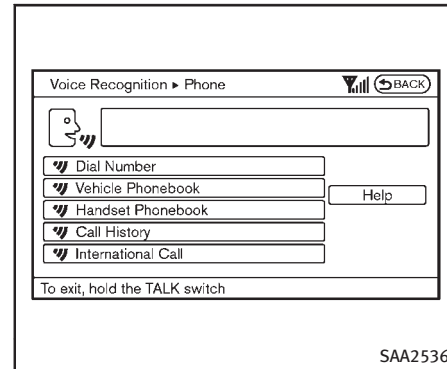 Voice Recognition ▸ Phone BACK
Dial Number
Vehicle Phonebook
Help
Handset Phonebook
Call History
International Call
To exit, hold the TALK switch
SAA2536